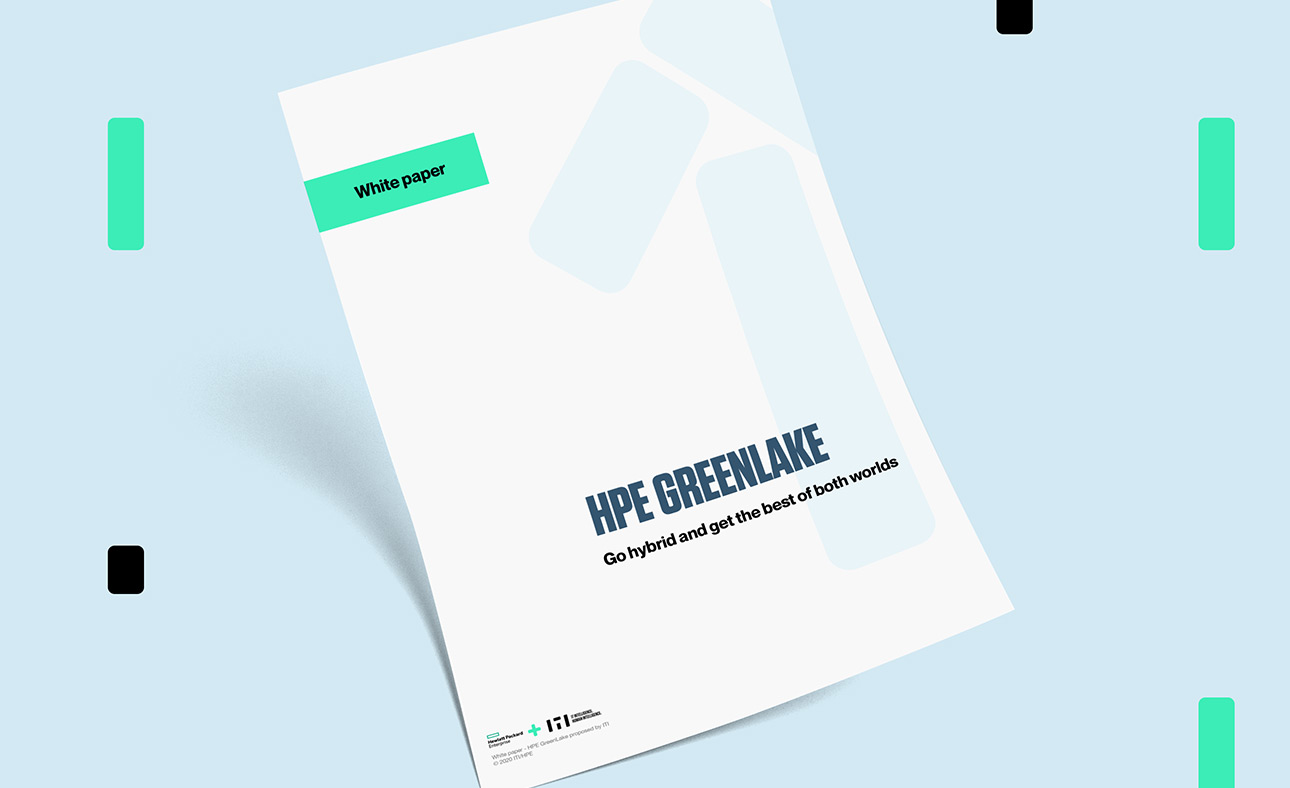 White paper
HPE GREENLAKE
Go hybrid and get the best of both worlds
Hewlett Packard
Enterprise
ITI
White paper - HPE GreenLake proposed by ITI
© 2020 ITI/HPE